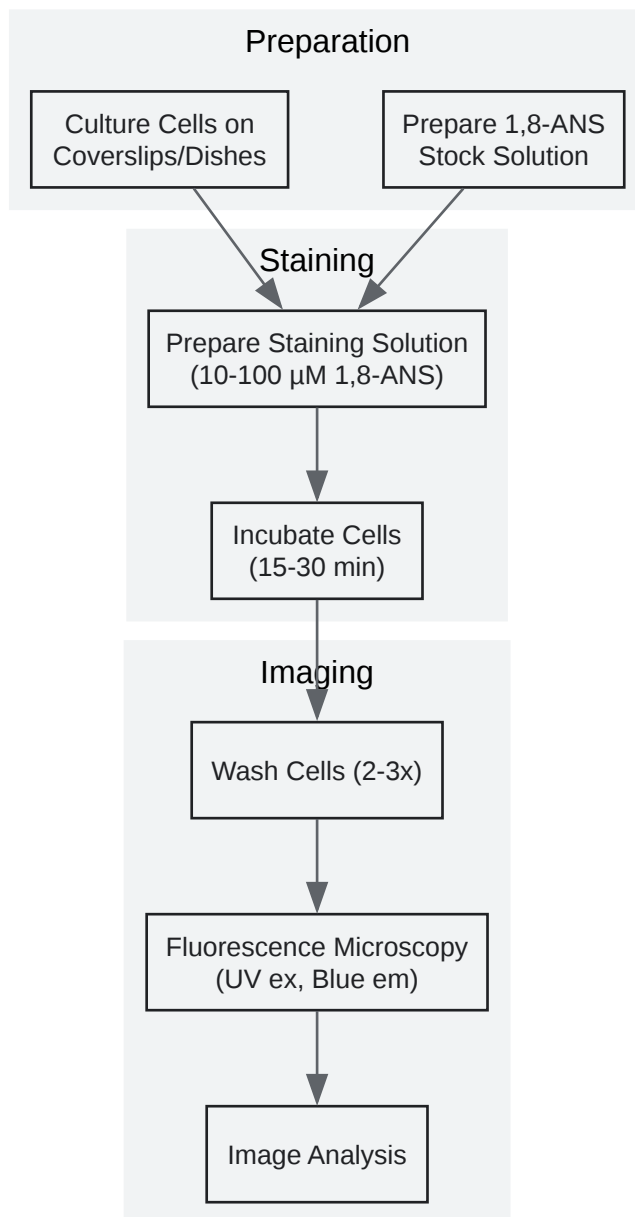 Preparation
Culture Cells on
Coverslips/Dishes
Prepare 1,8-ANS
Stock Solution
Staining
Prepare Staining Solution
(10-100 µM 1,8-ANS)
Incubate Cells
(15-30 min)
Imaging
Wash Cells (2-3x)
Fluorescence Microscopy
(UV ex, Blue em)
Image Analysis